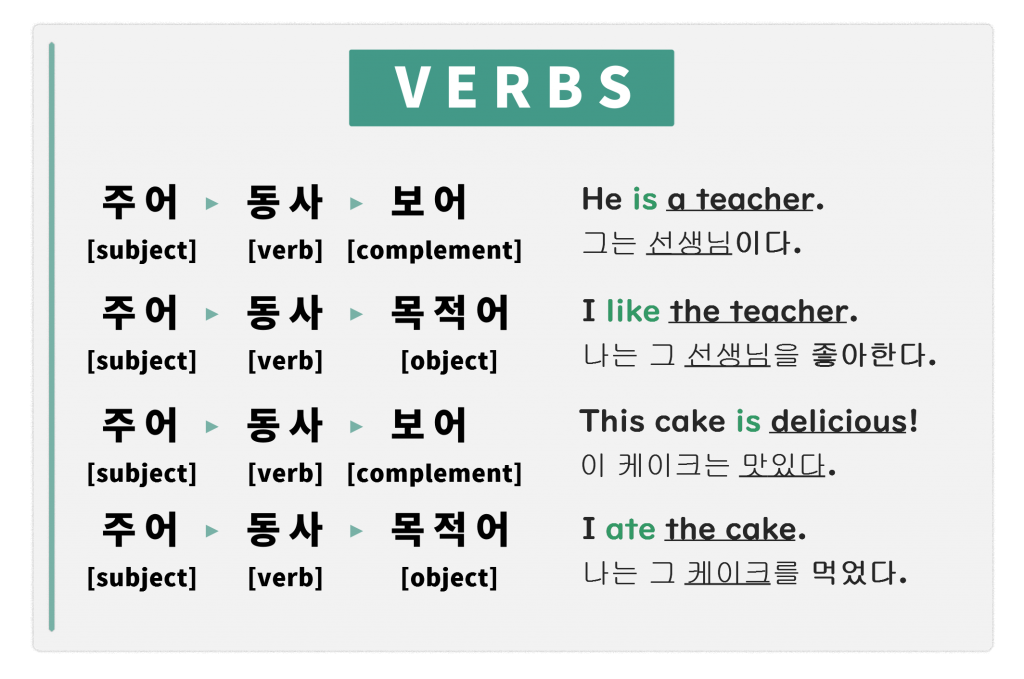 VERBS
주어 ▸ 동사 ▸ 보어
[subject] [verb] [complement]
He is a teacher.
그는 선생님이다.
주어 ▸ 동사 ▸ 목적어
[subject] [verb] [object]
I like the teacher.
나는 그 선생님을 좋아한다.
주어 ▸ 동사 ▸ 보어
[subject] [verb] [complement]
This cake is delicious!
이 케이크는 맛있다.
주어 ▸ 동사 ▸ 목적어
[subject] [verb] [object]
I ate the cake.
나는 그 케이크를 먹었다.